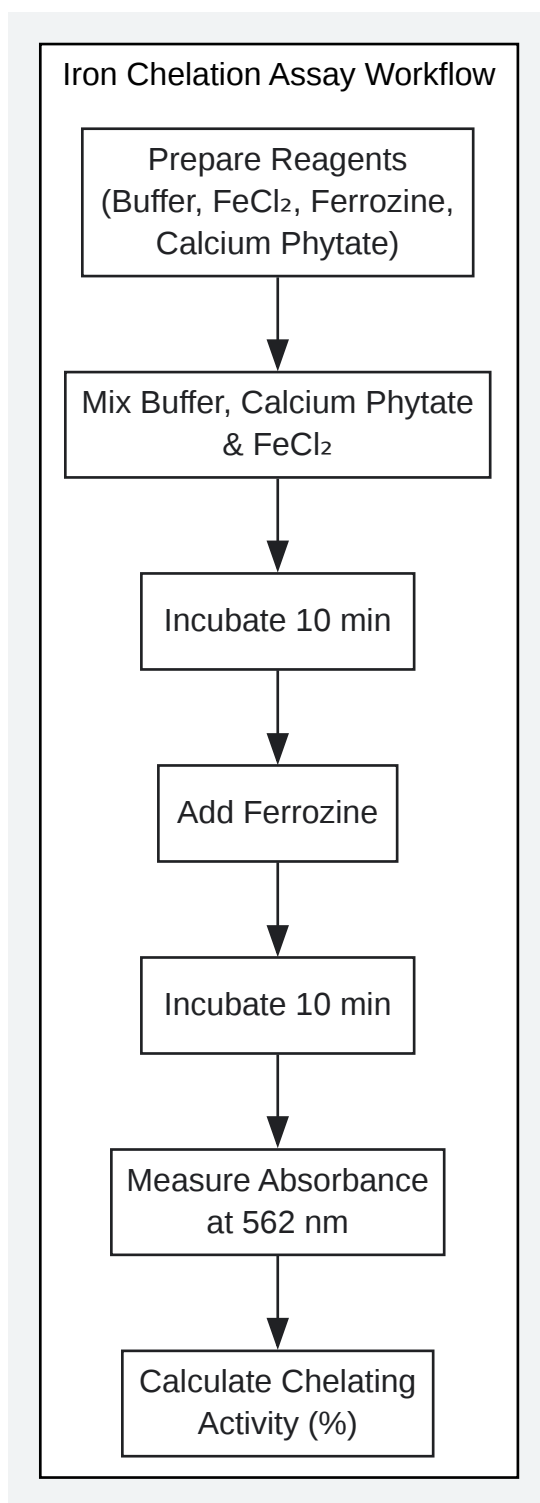 Iron Chelation Assay Workflow
Prepare Reagents
(Buffer, FeCl₂, Ferrozine,
Calcium Phytate)
Mix Buffer, Calcium Phytate
& FeCl₂
Incubate 10 min
Add Ferrozine
Incubate 10 min
Measure Absorbance
at 562 nm
Calculate Chelating
Activity (%)